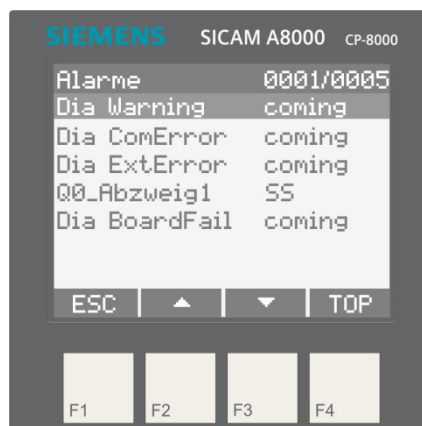 SIEMENS SICAM A8000 CP-8000
Alarme 0001/0005
Dia Warning coming
Dia ComError coming
Dia ExtError coming
Q0_Abzweig1 SS
Dia BoardFail coming
ESC ▲ ▼ TOP
F1 F2 F3 F4